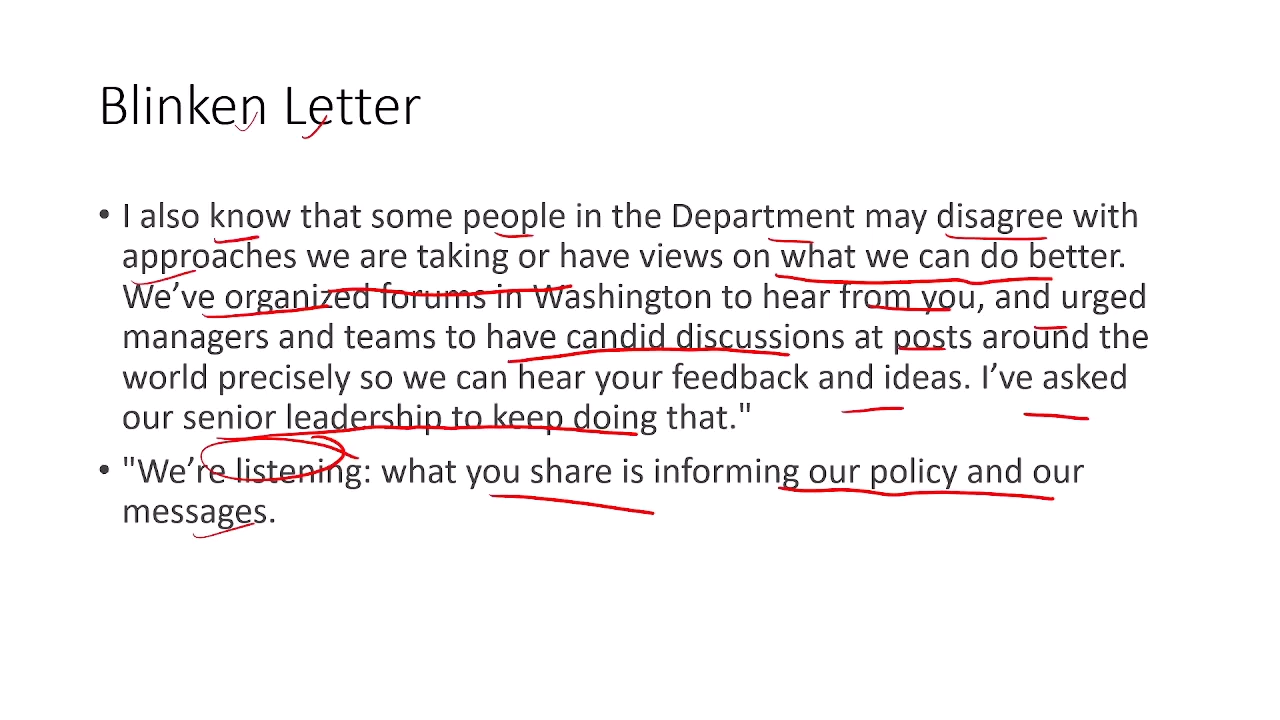 Blinken Letter
• I also know that some people in the Department may disagree with
approaches we are taking or have views on what we can do better.
We’ve organized forums in Washington to hear from you, and urged
managers and teams to have candid discussions at posts around the
world precisely so we can hear your feedback and ideas. I’ve asked
our senior leadership to keep doing that."
• "We’re listening: what you share is informing our policy and our
messages.